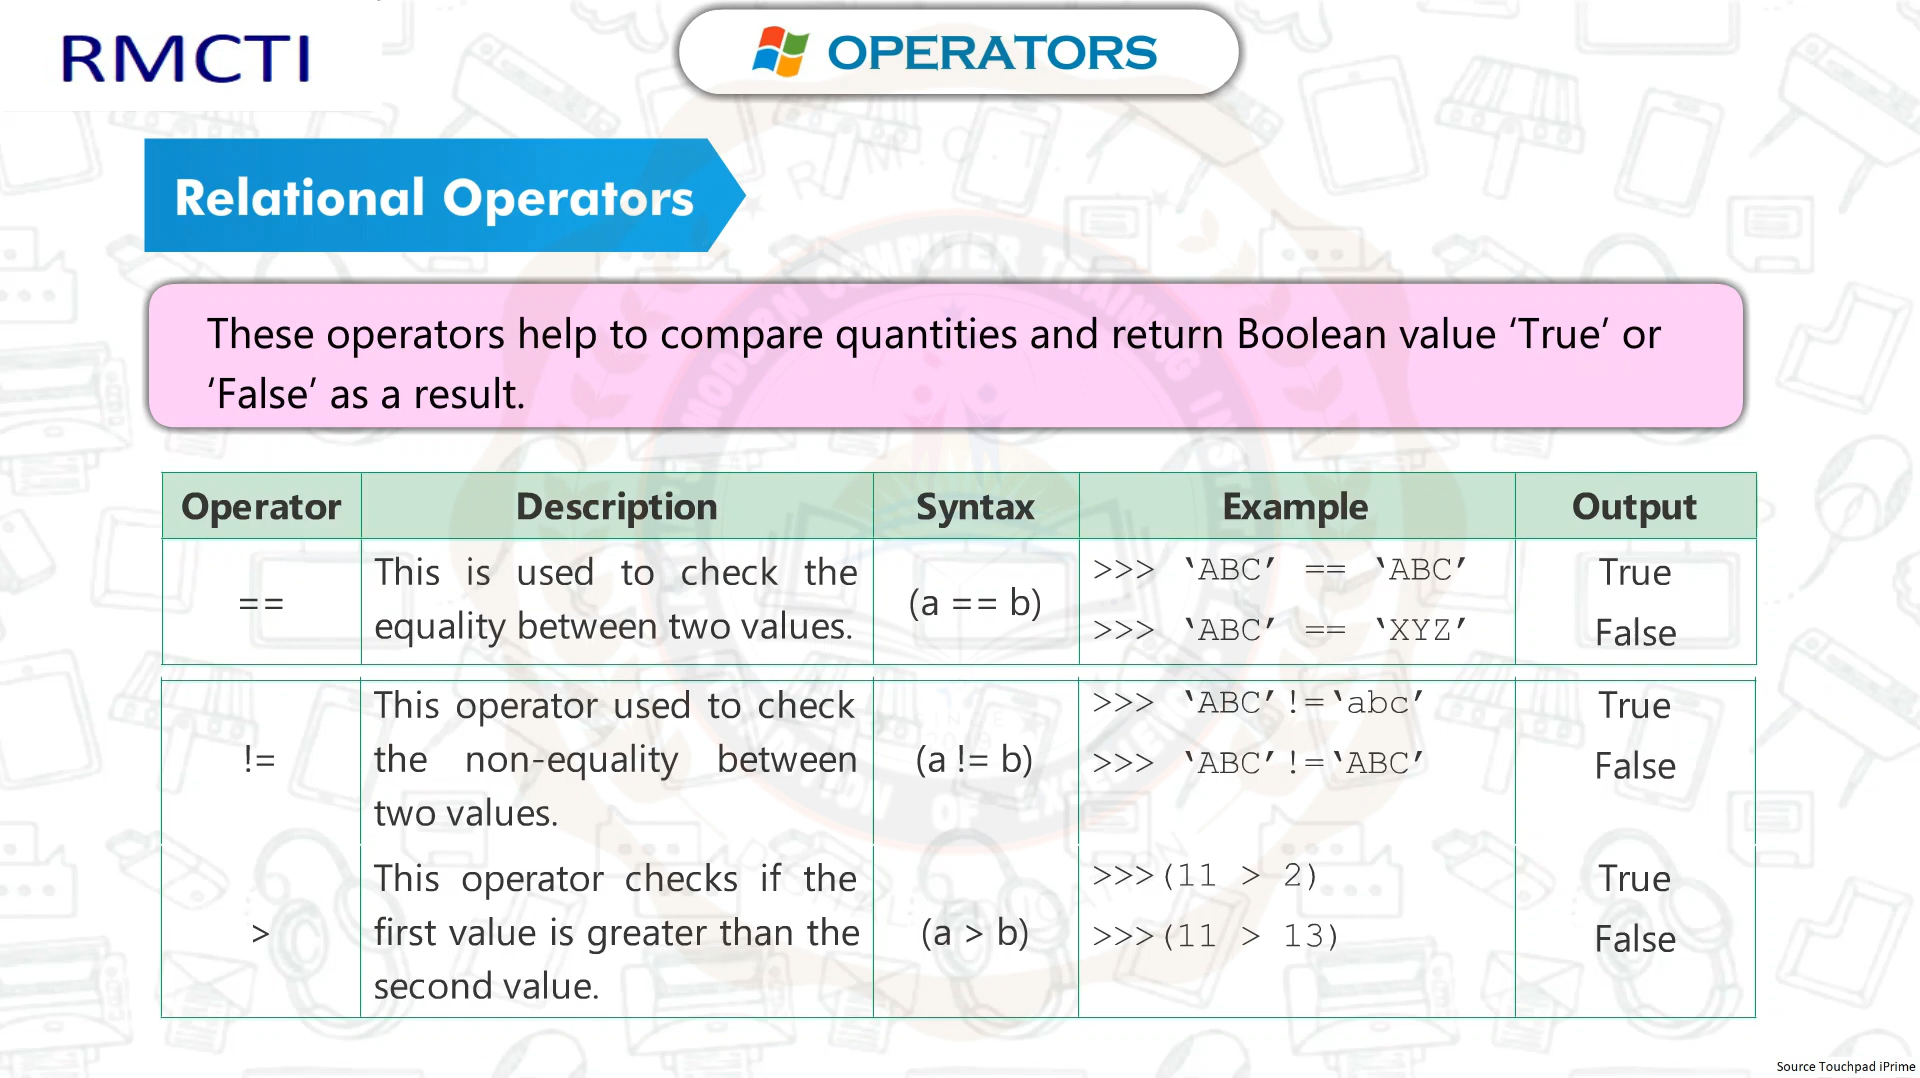 RMCTI
OPERATORS
Relational Operators
These operators help to compare quantities and return Boolean value ‘True’ or
‘False’ as a result.
Operator Description Syntax Example Output
== This is used to check the equality between two values. (a == b) >>> ‘ABC’ == ‘ABC’ True
>>> ‘ABC’ == ‘XYZ’ False
!= This operator used to check the non-equality between two values. (a != b) >>> ‘ABC’!=‘abc’ True
>>> ‘ABC’!=‘ABC’ False
> This operator checks if the first value is greater than the second value. (a > b) >>>(11 > 2) True
>>>(11 > 13) False
Source Touchpad iPrime